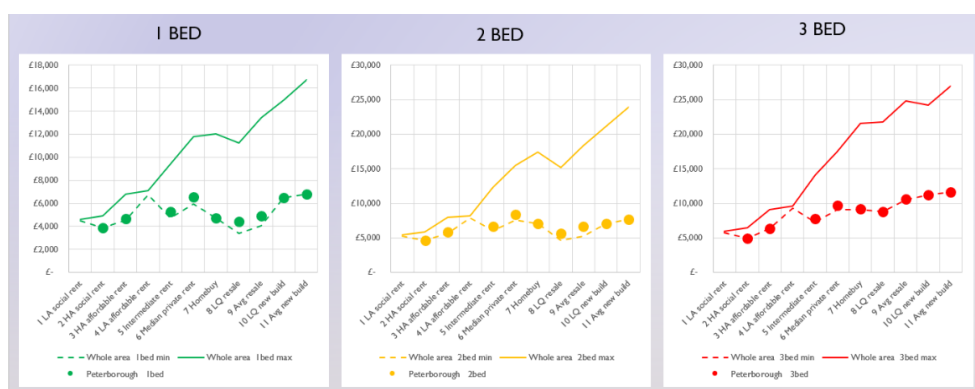 1 BED
2 BED
3 BED
£18,000
£16,000
£14,000
£12,000
£10,000
£8,000
£6,000
£4,000
£2,000
£-
1 LA social rent
2 HA social rent
3 HA affordable rent
4 LA affordable rent
5 Intermediate rent
6 Median private rent
7 Homebuy
8 LQ resale
9 Avg resale
10 LQ new build
11 Avg new build
Whole area 1bed min
Whole area 1bed max
Peterborough 1bed
£30,000
£25,000
£20,000
£15,000
£10,000
£5,000
£-
1 LA social rent
2 HA social rent
3 HA affordable rent
4 LA affordable rent
5 Intermediate rent
6 Median private rent
7 Homebuy
8 LQ resale
9 Avg resale
10 LQ new build
11 Avg new build
Whole area 2bed min
Whole area 2bed max
Peterborough 2bed
£30,000
£25,000
£20,000
£15,000
£10,000
£5,000
£-
1 LA social rent
2 HA social rent
3 HA affordable rent
4 LA affordable rent
5 Intermediate rent
6 Median private rent
7 Homebuy
8 LQ resale
9 Avg resale
10 LQ new build
11 Avg new build
Whole area 3bed min
Whole area 3bed max
Peterborough 3bed